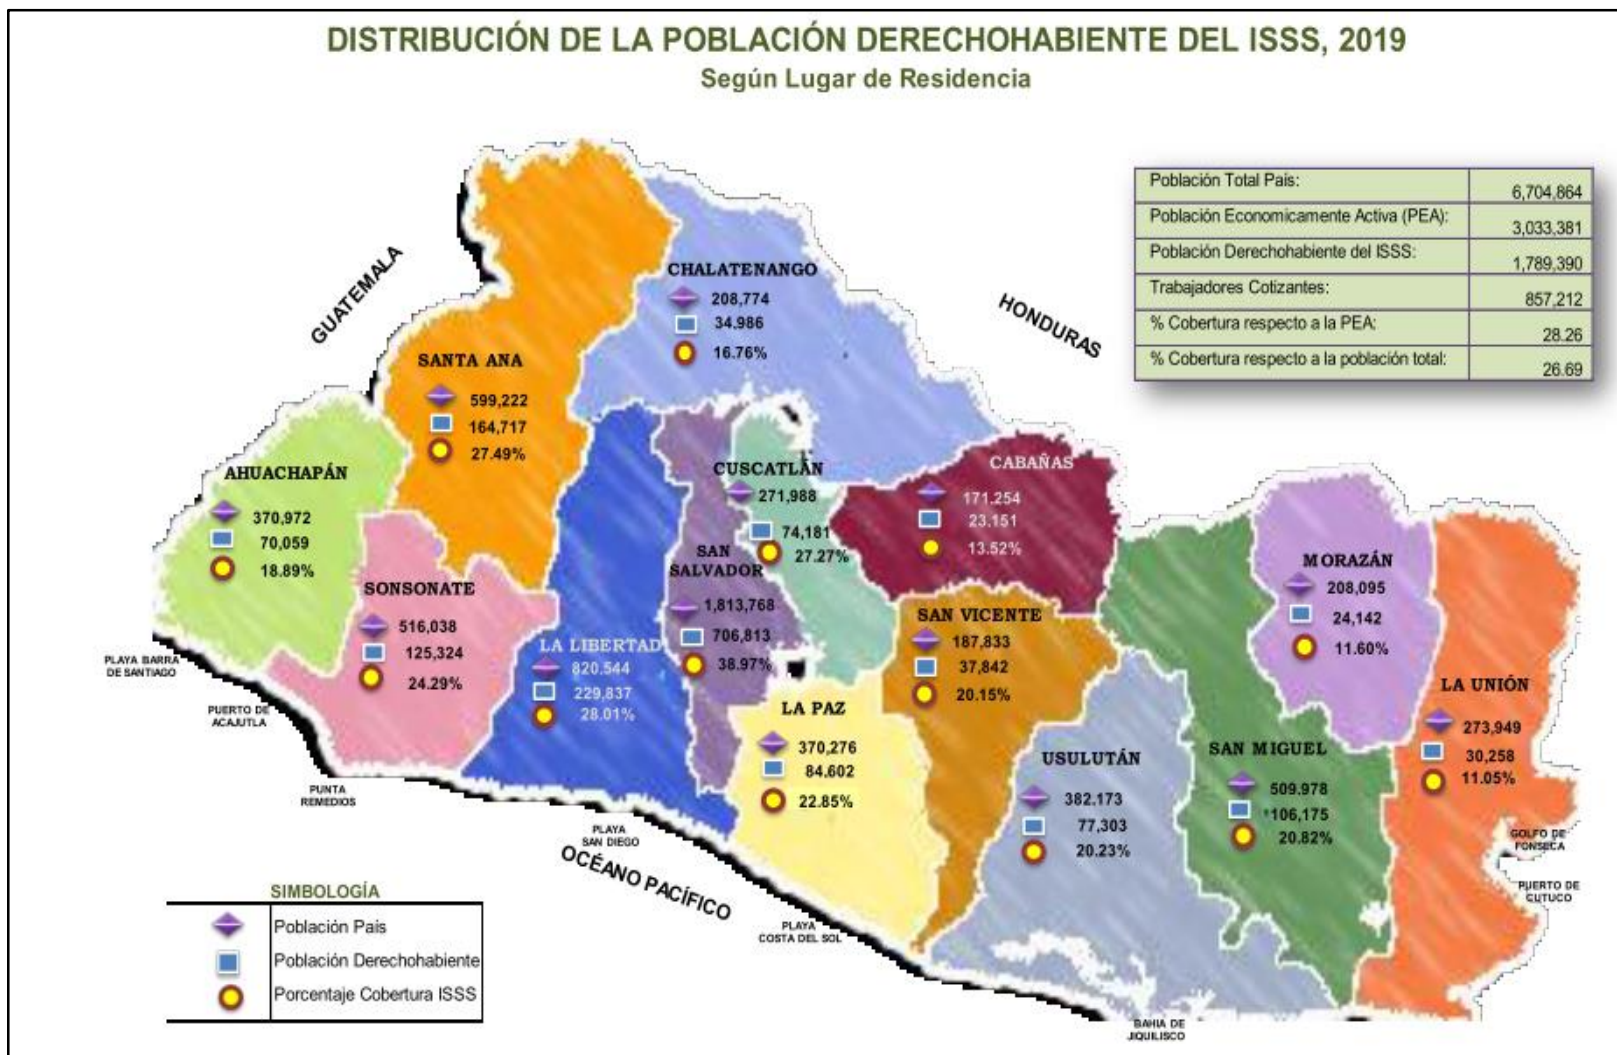 DISTRIBUCIÓN DE LA POBLACIÓN DERECHOHABIENTE DEL ISSS, 2019
Según Lugar de Residencia
Población Total País: 6,704,864
Población Economicamente Activa (PEA): 3,033,381
Población Derechohabiente del ISSS: 1,789,390
Trabajadores Cotizantes: 857,212
% Cobertura respecto a la PEA: 28.26
% Cobertura respecto a la población total: 26.69
GUATEMALA
HONDURAS
CHALATENANGO
208,774
34,986
16.76%
SANTA ANA
599,222
164,717
27.49%
AHUACHAPÁN
370,972
70,059
18.89%
SONSONATE
516,038
125,324
24.29%
LA LIBERTAD
820,544
229,837
28.01%
SAN
SALVADOR
1,813,768
706,813
38.97%
CUSCATLÁN
271,988
74,181
27.27%
CABAÑAS
171,254
23,151
13.52%
SAN VICENTE
187,833
37,842
20.15%
LA PAZ
370,276
84,602
22.85%
USULUTÁN
382,173
77,303
20.23%
SAN MIGUEL
509,978
106,175
20.82%
MORAZÁN
208,095
24,142
11.60%
LA UNIÓN
273,949
30,258
11.05%
PLAYA BARRA
DE SANTIAGO
PUERTO DE
ACAJUTLA
PUNTA
REMEDIOS
PLAYA
SAN DIEGO
OCÉANO PACÍFICO
PLAYA
COSTA DEL SOL
BAHIA DE
JIQUILISCO
GOLFO DE
FONSECA
PUERTO DE
CUTUCO
SIMBOLOGÍA
Población País
Población Derechohabiente
Porcentaje Cobertura ISSS